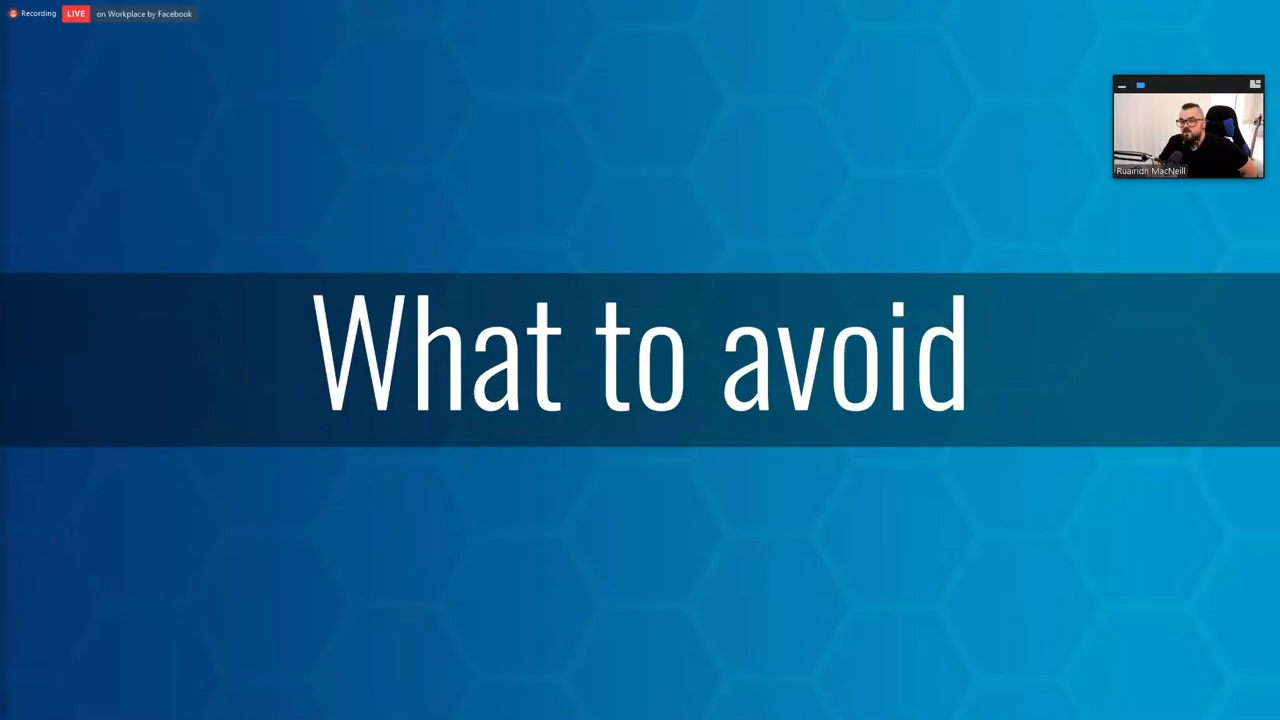 Recording LIVE on Workplace by Facebook
Ruairidh MacNeill
What to avoid